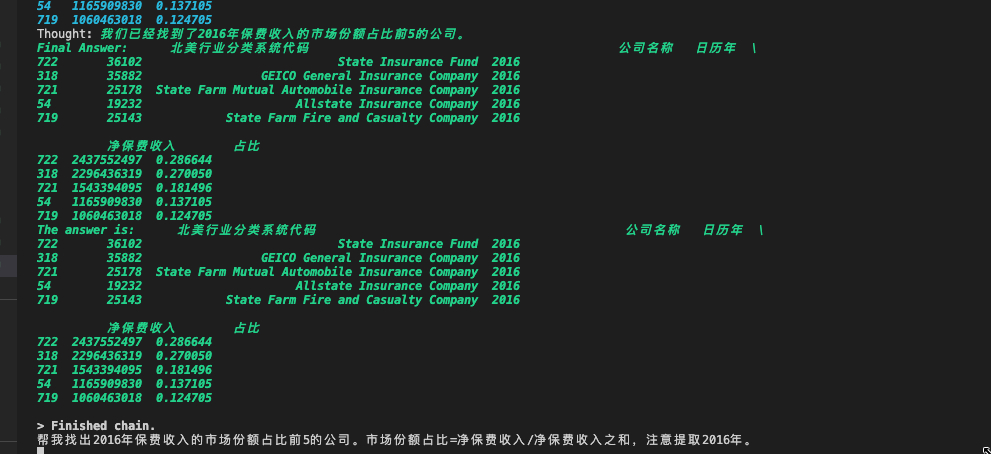 54   1165909830  0.137105
719  1060463018  0.124705
Thought: 我们已经找到了2016年保费收入的市场份额占比前5的公司。
Final Answer:      北美行业分类系统代码                                 公司名称   日历年  \
722       36102                            State Insurance Fund  2016
318       35882                 GEICO General Insurance Company  2016
721       25178  State Farm Mutual Automobile Insurance Company  2016
54        19232                      Allstate Insurance Company  2016
719       25143            State Farm Fire and Casualty Company  2016
净保费收入        占比
722  2437552497  0.286644
318  2296436319  0.270050
721  1543394095  0.181496
54   1165909830  0.137105
719  1060463018  0.124705
The answer is:      北美行业分类系统代码                                 公司名称   日历年  \
722       36102                            State Insurance Fund  2016
318       35882                 GEICO General Insurance Company  2016
721       25178  State Farm Mutual Automobile Insurance Company  2016
54        19232                      Allstate Insurance Company  2016
719       25143            State Farm Fire and Casualty Company  2016
净保费收入        占比
722  2437552497  0.286644
318  2296436319  0.270050
721  1543394095  0.181496
54   1165909830  0.137105
719  1060463018  0.124705
> Finished chain.
帮我找出2016年保费收入的市场份额占比前5的公司。市场份额占比=净保费收入/净保费收入之和，注意提取2016年。